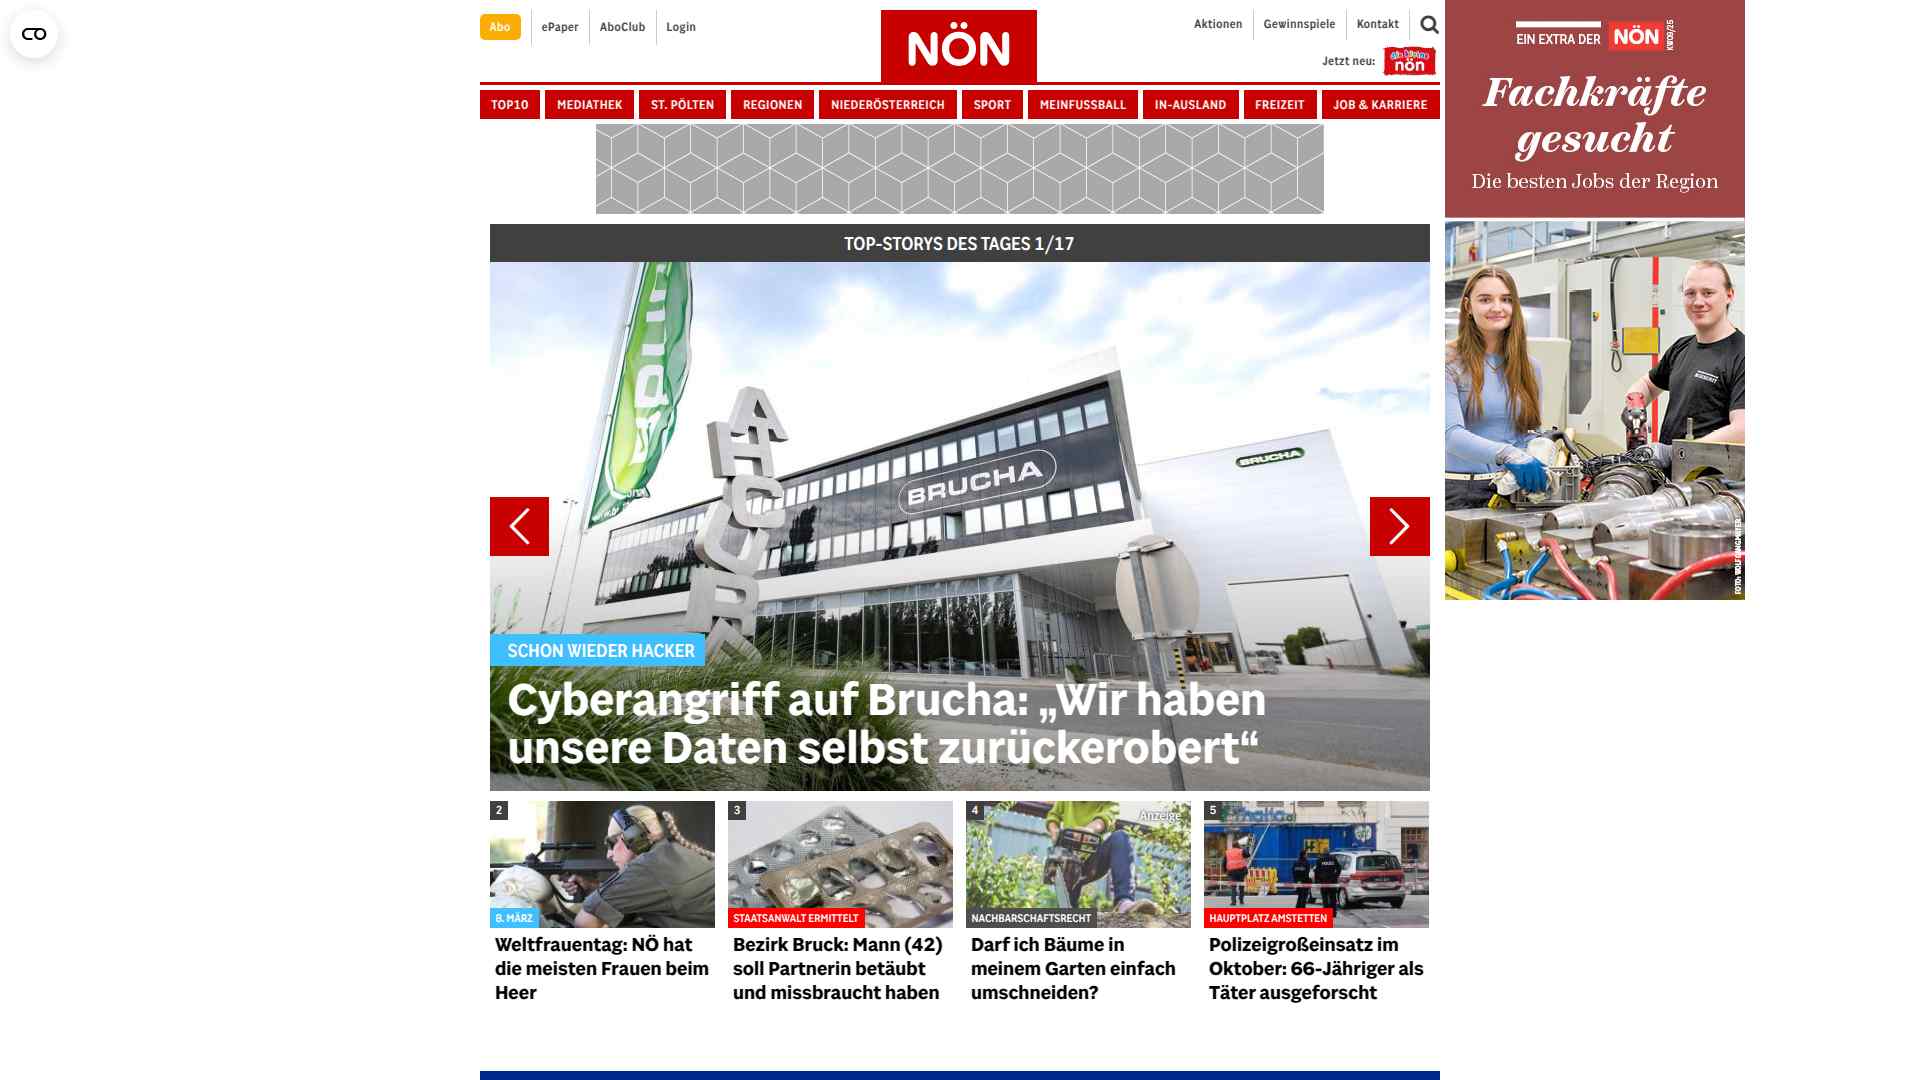 Abo
ePaper
AboClub
Login
NÖN
Aktionen
Gewinnspiele
Kontakt
Jetzt neu:
die kleine
nön
TOP10
MEDIATHEK
ST. PÖLTEN
REGIONEN
NIEDERÖSTERREICH
SPORT
MEINFUSSBALL
IN-AUSLAND
FREIZEIT
JOB & KARRIERE
EIN EXTRA DER NÖN KW09/25
Fachkräfte
gesucht
Die besten Jobs der Region
TOP-STORYS DES TAGES 1/17
BRUCHA
BRUCHA
BRUCHA
SCHON WIEDER HACKER
Cyberangriff auf Brucha: „Wir haben
unsere Daten selbst zurückerobert“
2
8. MÄRZ
Weltfrauentag: NÖ hat
die meisten Frauen beim
Heer
3
STAATSANWALT ERMITTELT
Bezirk Bruck: Mann (42)
soll Partnerin betäubt
und missbraucht haben
4
Anzeige
NACHBARSCHAFTSRECHT
Darf ich Bäume in
meinem Garten einfach
umschneiden?
5
HAUPTPLATZ AMSTETTEN
Polizeigroßeinsatz im
Oktober: 66-Jähriger als
Täter ausgeforscht